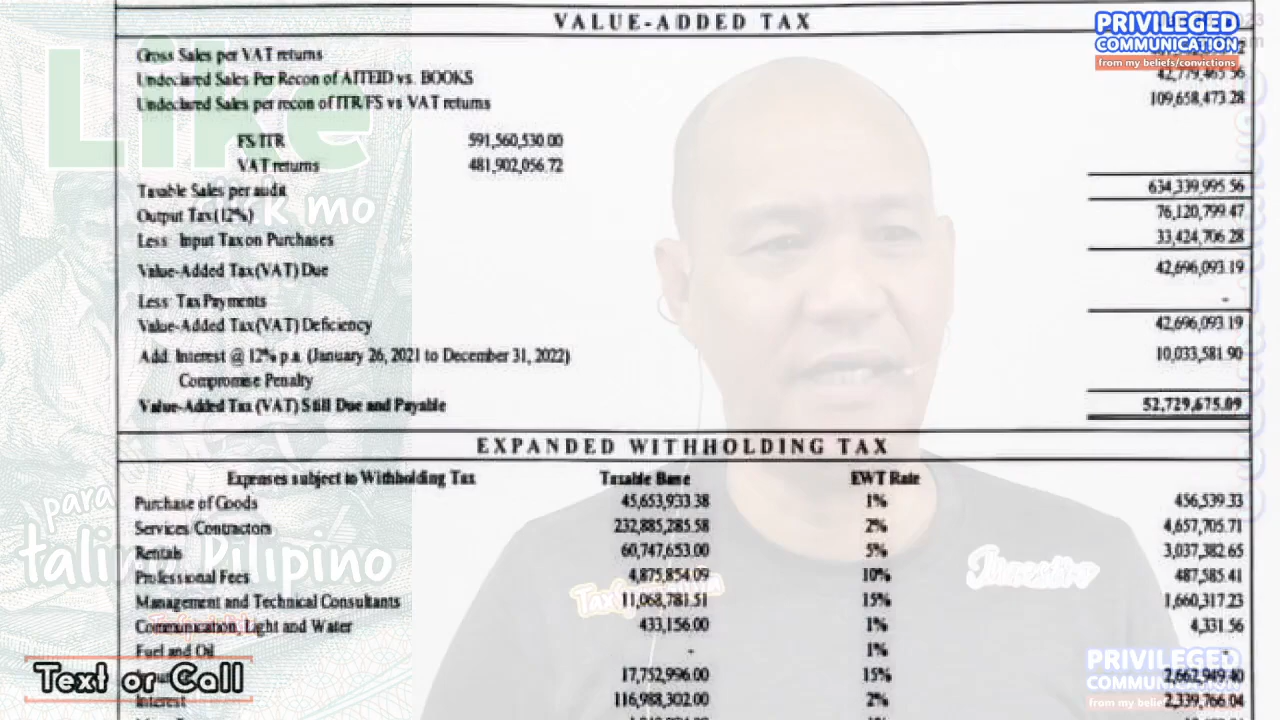 VALUE-ADDED TAX
PRIVILEGED
COMMUNICATION
from my beliefs/convictions
Gross Sales per VAT returns
Undeclared Sales Per Recon of AITEID vs. BOOKS 42,779,465.56
Undeclared Sales per recon of ITR/FS vs VAT returns 109,658,473.28
Like
FS ITR 591,560,530.00
VAT returns 481,902,056.72
Taxable Sales per audit 634,339,995.56
mo
Output Tax (12%) 76,120,799.47
Less: Input Tax on Purchases 33,424,706.28
Value-Added Tax (VAT) Due 42,696,093.19
Less: Tax Payments -
Value-Added Tax (VAT) Deficiency 42,696,093.19
Add: Interest @ 12% p.a. (January 26, 2021 to December 31, 2022) 10,033,581.90
Compromise Penalty
Value-Added Tax (VAT) Still Due and Payable 52,729,675.09
EXPANDED WITHHOLDING TAX
Expenses subject to Withholding Tax Taxable Base EWT Rate
Purchase of Goods 45,653,933.38 1% 456,539.33
para
Services Contractors 232,885,285.58 2% 4,657,705.71
Rentals 60,747,653.00 5% 3,037,382.65
Pilipino
Professional Fees 4,875,854.09 10% 487,585.41
Management and Technical Consultants 11,068,781.51 15% 1,660,317.23
Communication, Light and Water 433,156.00 1% 4,331.56
Fuel and Oil - 1% -
PRIVILEGED
COMMUNICATION
Text or Call
17,752,996.00 15% 2,662,949.40
Interest 116,988,302.00 2% 2,339,766.04